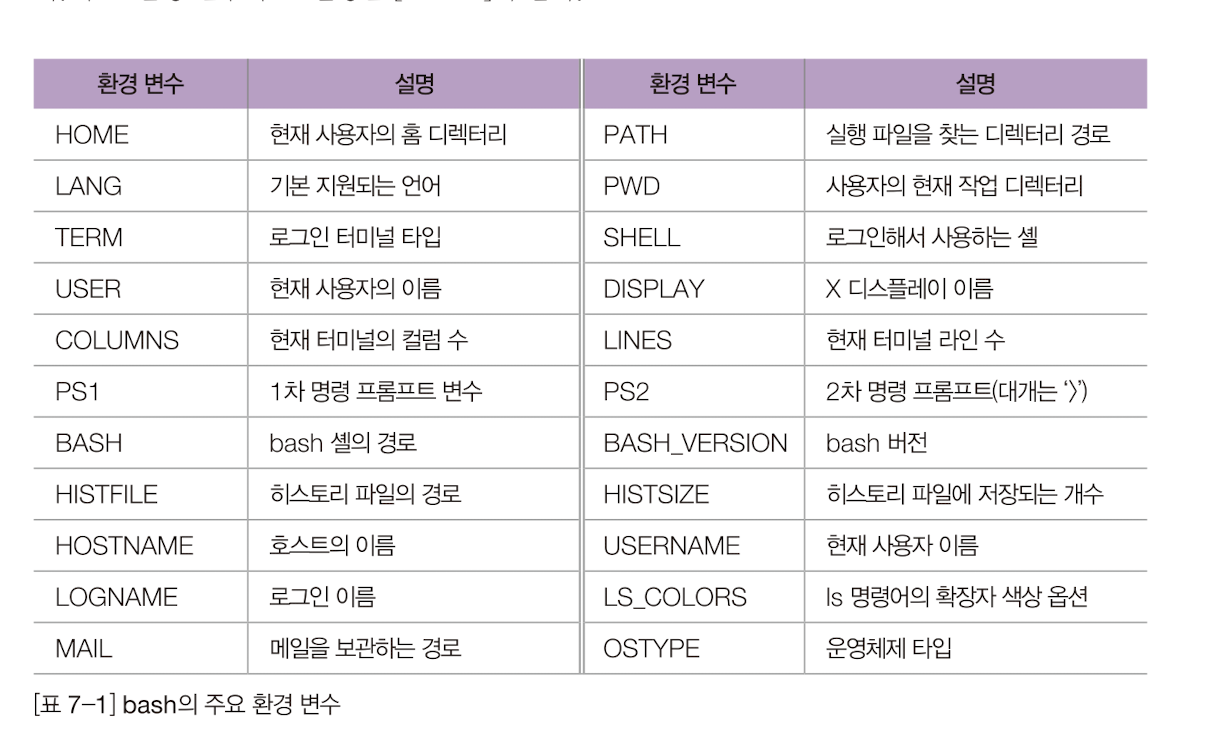 환경 변수 설명 환경 변수 설명
HOME 현재 사용자의 홈 디렉터리 PATH 실행 파일을 찾는 디렉터리 경로
LANG 기본 지원되는 언어 PWD 사용자의 현재 작업 디렉터리
TERM 로그인 터미널 타입 SHELL 로그인해서 사용하는 셸
USER 현재 사용자의 이름 DISPLAY X 디스플레이 이름
COLUMNS 현재 터미널의 컬럼 수 LINES 현재 터미널 라인 수
PS1 1차 명령 프롬프트 변수 PS2 2차 명령 프롬프트(대개는 ‘〉’)
BASH bash 셸의 경로 BASH_VERSION bash 버전
HISTFILE 히스토리 파일의 경로 HISTSIZE 히스토리 파일에 저장되는 개수
HOSTNAME 호스트의 이름 USERNAME 현재 사용자 이름
LOGNAME 로그인 이름 LS_COLORS ls 명령어의 확장자 색상 옵션
MAIL 메일을 보관하는 경로 OSTYPE 운영체제 타입
[표 7-1] bash의 주요 환경 변수